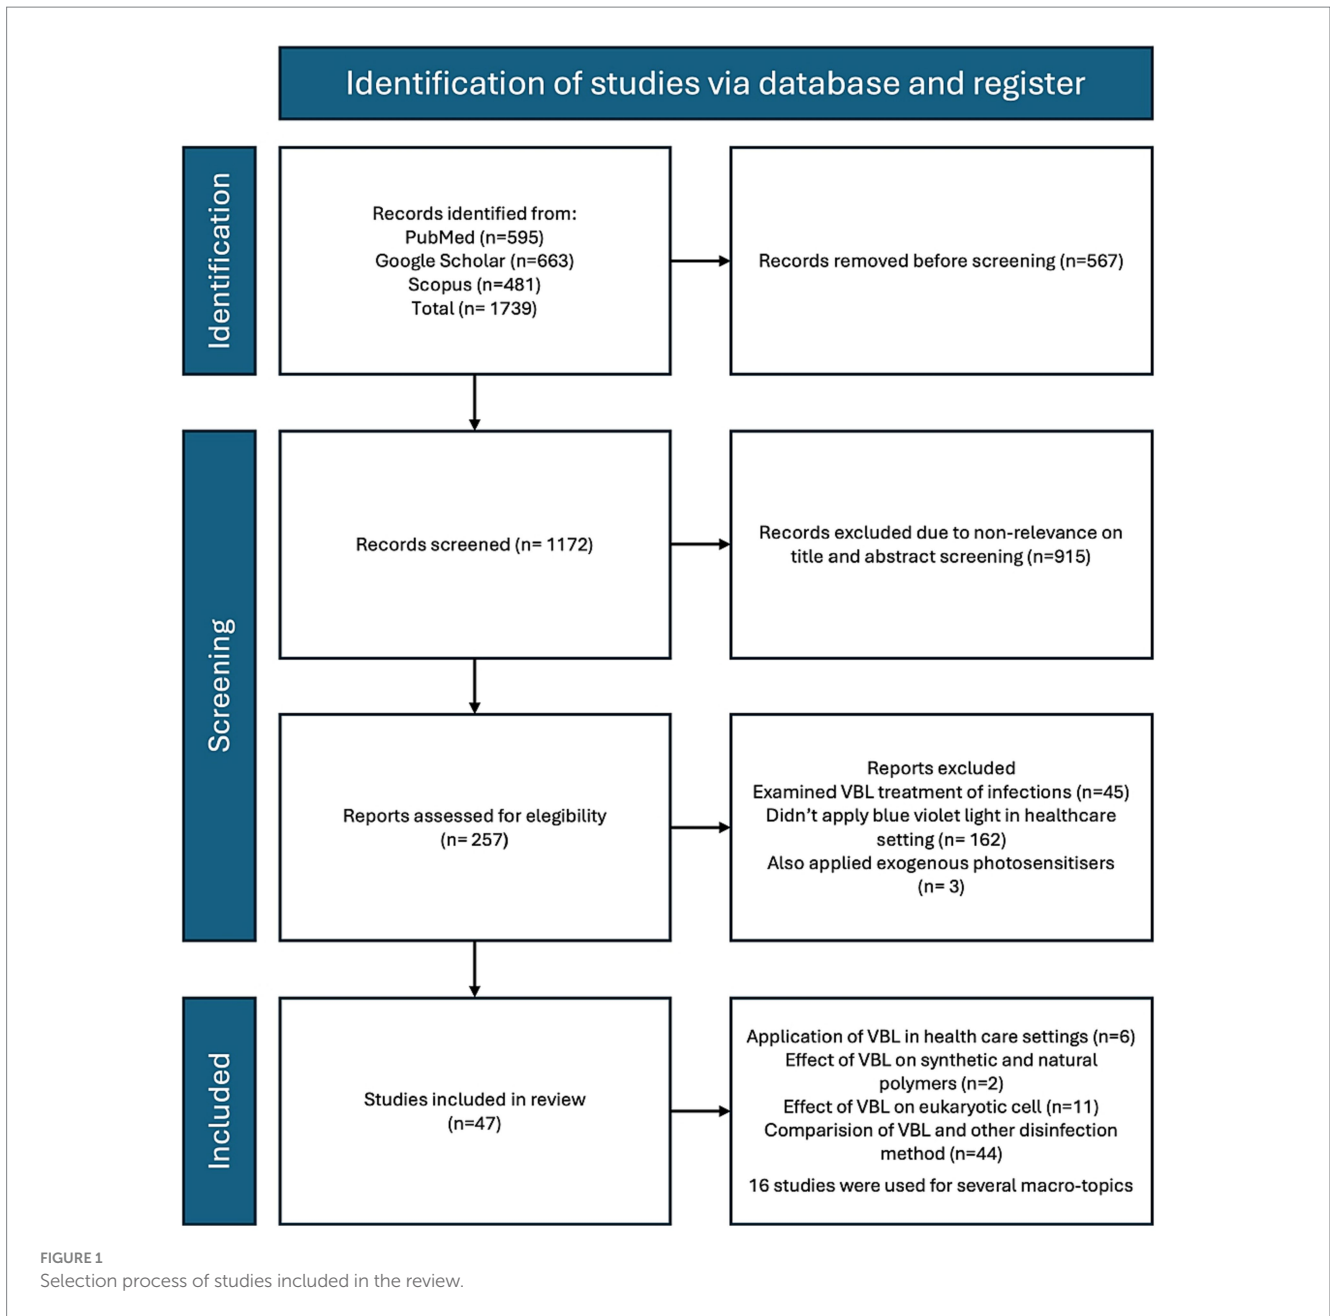 Identification of studies via database and register
Identification
Records identified from:
PubMed (n=595)
Google Scholar (n=663)
Scopus (n=481)
Total (n= 1739)
Records removed before screening (n=567)
Screening
Records screened (n= 1172)
Records excluded due to non-relevance on
title and abstract screening (n=915)
Reports assessed for elegibility
(n= 257)
Reports excluded
Examined VBL treatment of infections (n=45)
Didn't apply blue violet light in healthcare
setting (n= 162)
Also applied exogenous photosensitisers
(n= 3)
Included
Studies included in review
(n=47)
Application of VBL in health care settings (n=6)
Effect of VBL on synthetic and natural
polymers (n=2)
Effect of VBL on eukaryotic cell (n=11)
Comparision of VBL and other disinfection
method (n=44)
16 studies were used for several macro-topics
FIGURE 1
Selection process of studies included in the review.